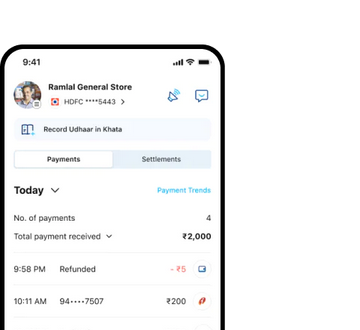 9:41
Ramlal General Store
HDFC ****5443
Record Udhaar in Khata
Payments Settlements
Today Payment Trends
No. of payments 4
Total payment received ₹2,000
9:58 PM Refunded - ₹5
10:11 AM 94••••7507 ₹200